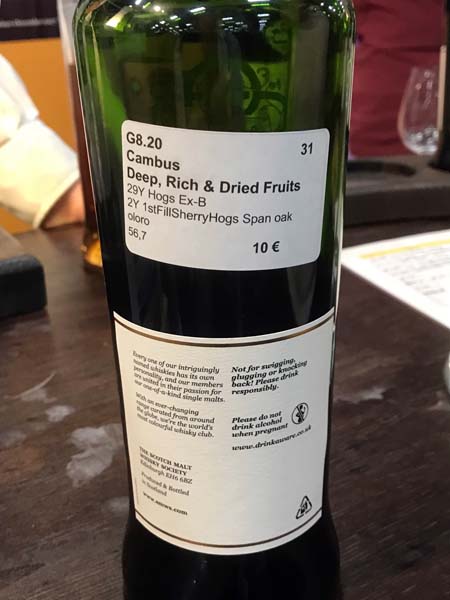 G8.20
31
Cambus
Deep, Rich & Dried Fruits
29Y Hogs Ex-B
2Y 1stFillSherryHogs Span oak
oloro
56,7
10 €
Every one of our intriguingly
named whiskies has its own
personality, and our members
are united in their passion for
our one-of-a-kind single malts.
With an ever-changing
range curated from around
the globe, we're the world's
most colourful whisky club.
THE SCOTCH MALT
WHISKY SOCIETY
Edinburgh EH6 6BZ
Produced & Bottled
in Scotland
www.smws.com
Not for swigging,
glugging or knocking
back! Please drink
responsibly.
Please do not
drink alcohol
when pregnant
www.drinkaware.co.uk